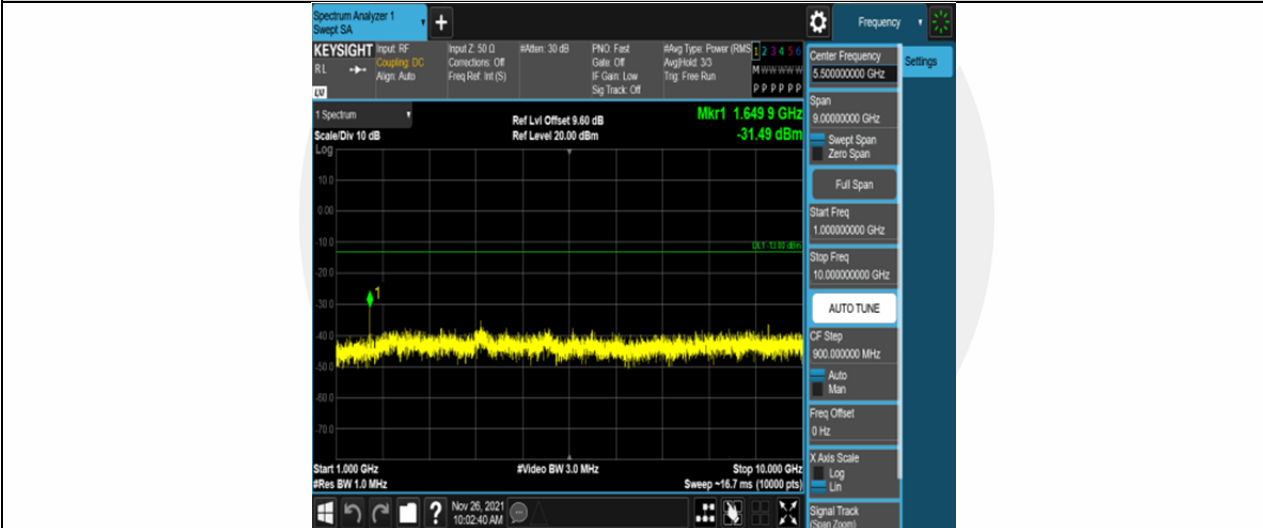 Spectrum Analyzer 1
Swept SA
+
Frequency
KEYSIGHT
RL
LV
Input: RF
Coupling: DC
Align: Auto
Input Z: 50 Ω
Corrections: Off
Freq Ref: Int (S)
#Atten: 30 dB
PNO: Fast
Gate: Off
IF Gain: Low
Sig Track: Off
#Avg Type: Power (RMS
Avg|Hold: 3/3
Trig: Free Run
1 2 3 4 5 6
M W W W W W
P P P P P P
1 Spectrum
Scale/Div 10 dB
Log
Ref Lvl Offset 9.60 dB
Ref Level 20.00 dBm
Mkr1 1.649 9 GHz
-31.49 dBm
10.0
0.00
-10.0
DL1 -13.00 dBm
-20.0
-30.0
1
-40.0
-50.0
-60.0
-70.0
Start 1.000 GHz
#Res BW 1.0 MHz
#Video BW 3.0 MHz
Stop 10.000 GHz
Sweep ~16.7 ms (10000 pts)
?
Nov 26, 2021
10:02:40 AM
Center Frequency
5.500000000 GHz
Span
9.00000000 GHz
Swept Span
Zero Span
Full Span
Start Freq
1.000000000 GHz
Stop Freq
10.000000000 GHz
AUTO TUNE
CF Step
900.000000 MHz
Auto
Man
Freq Offset
0 Hz
X Axis Scale
Log
Lin
Signal Track
(Span Zoom)
Settings